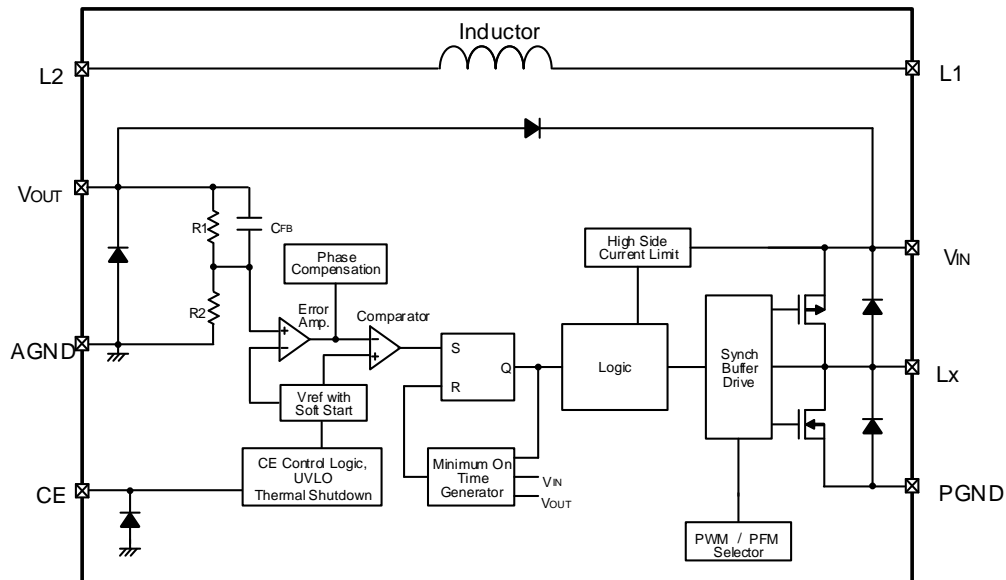 Inductor
L2
L1
VOUT
R1
CFB
High Side
Current Limit
VIN
Phase
Compensation
R2
Error
Amp.
Comparator
AGND
S
Q
R
Logic
Synch
Buffer
Drive
Lx
Vref with
Soft Start
CE Control Logic,
UVLO
Thermal Shutdown
Minimum On
Time
Generator
VIN
VOUT
CE
PGND
PWM / PFM
Selector